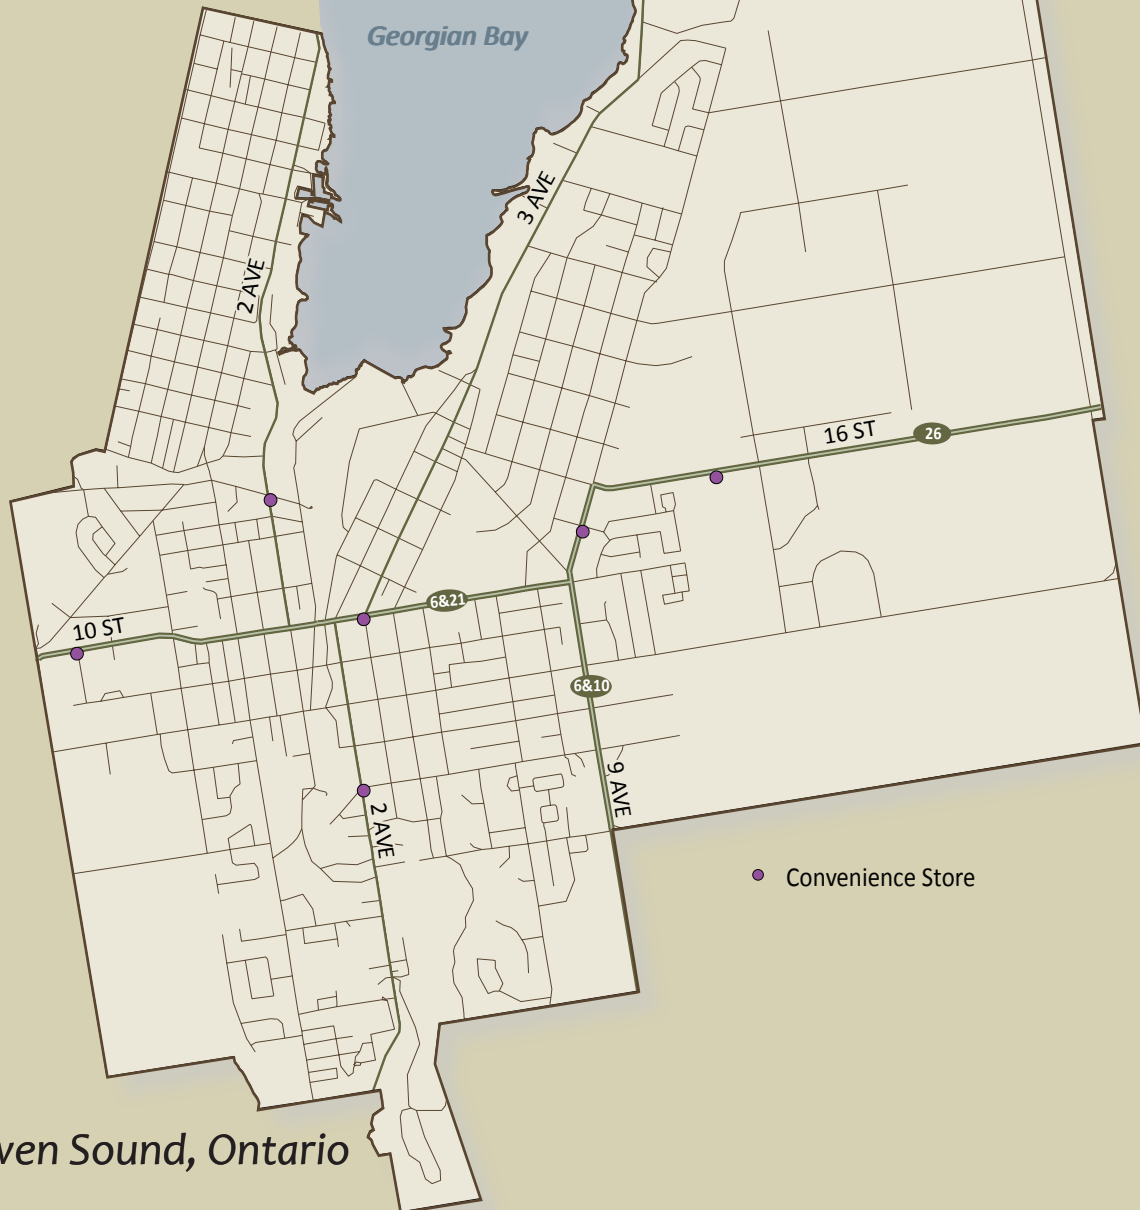 Georgian Bay
3 AVE
2 AVE
16 ST
26
6&21
10 ST
6&10
9 AVE
2 AVE
Convenience Store
wen Sound, Ontario